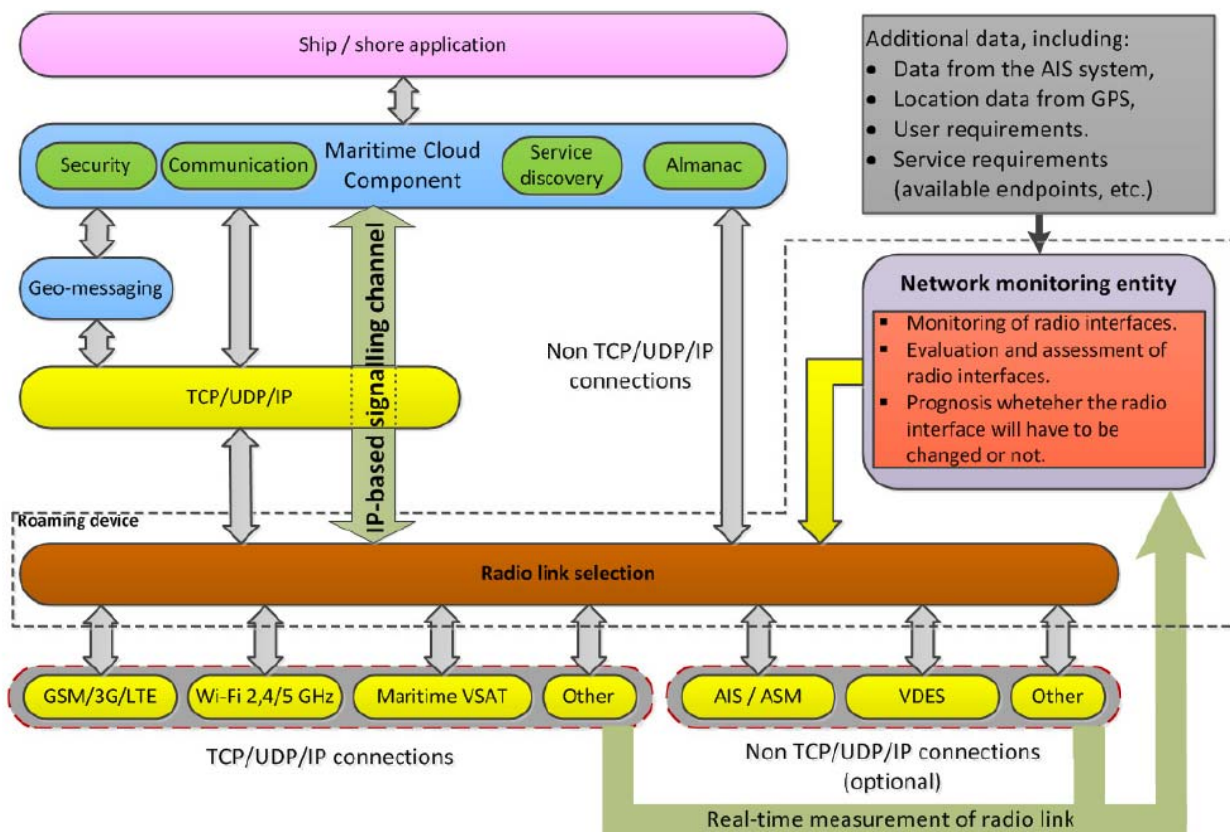 Ship / shore application
Security
Communication
Maritime Cloud
Component
Service
discovery
Almanac
Geo-messaging
TCP/UDP/IP
IP-based signalling channel
Non TCP/UDP/IP
connections
Additional data, including:
• Data from the AIS system,
• Location data from GPS,
• User requirements.
• Service requirements
(available endpoints, etc.)
Network monitoring entity
▪ Monitoring of radio interfaces.
▪ Evaluation and assessment of
radio interfaces.
▪ Prognosis wheteher the radio
interface will have to be
changed or not.
Roaming device
Radio link selection
GSM/3G/LTE
Wi-Fi 2,4/5 GHz
Maritime VSAT
Other
AIS / ASM
VDES
Other
TCP/UDP/IP connections
Non TCP/UDP/IP connections
(optional)
Real-time measurement of radio link